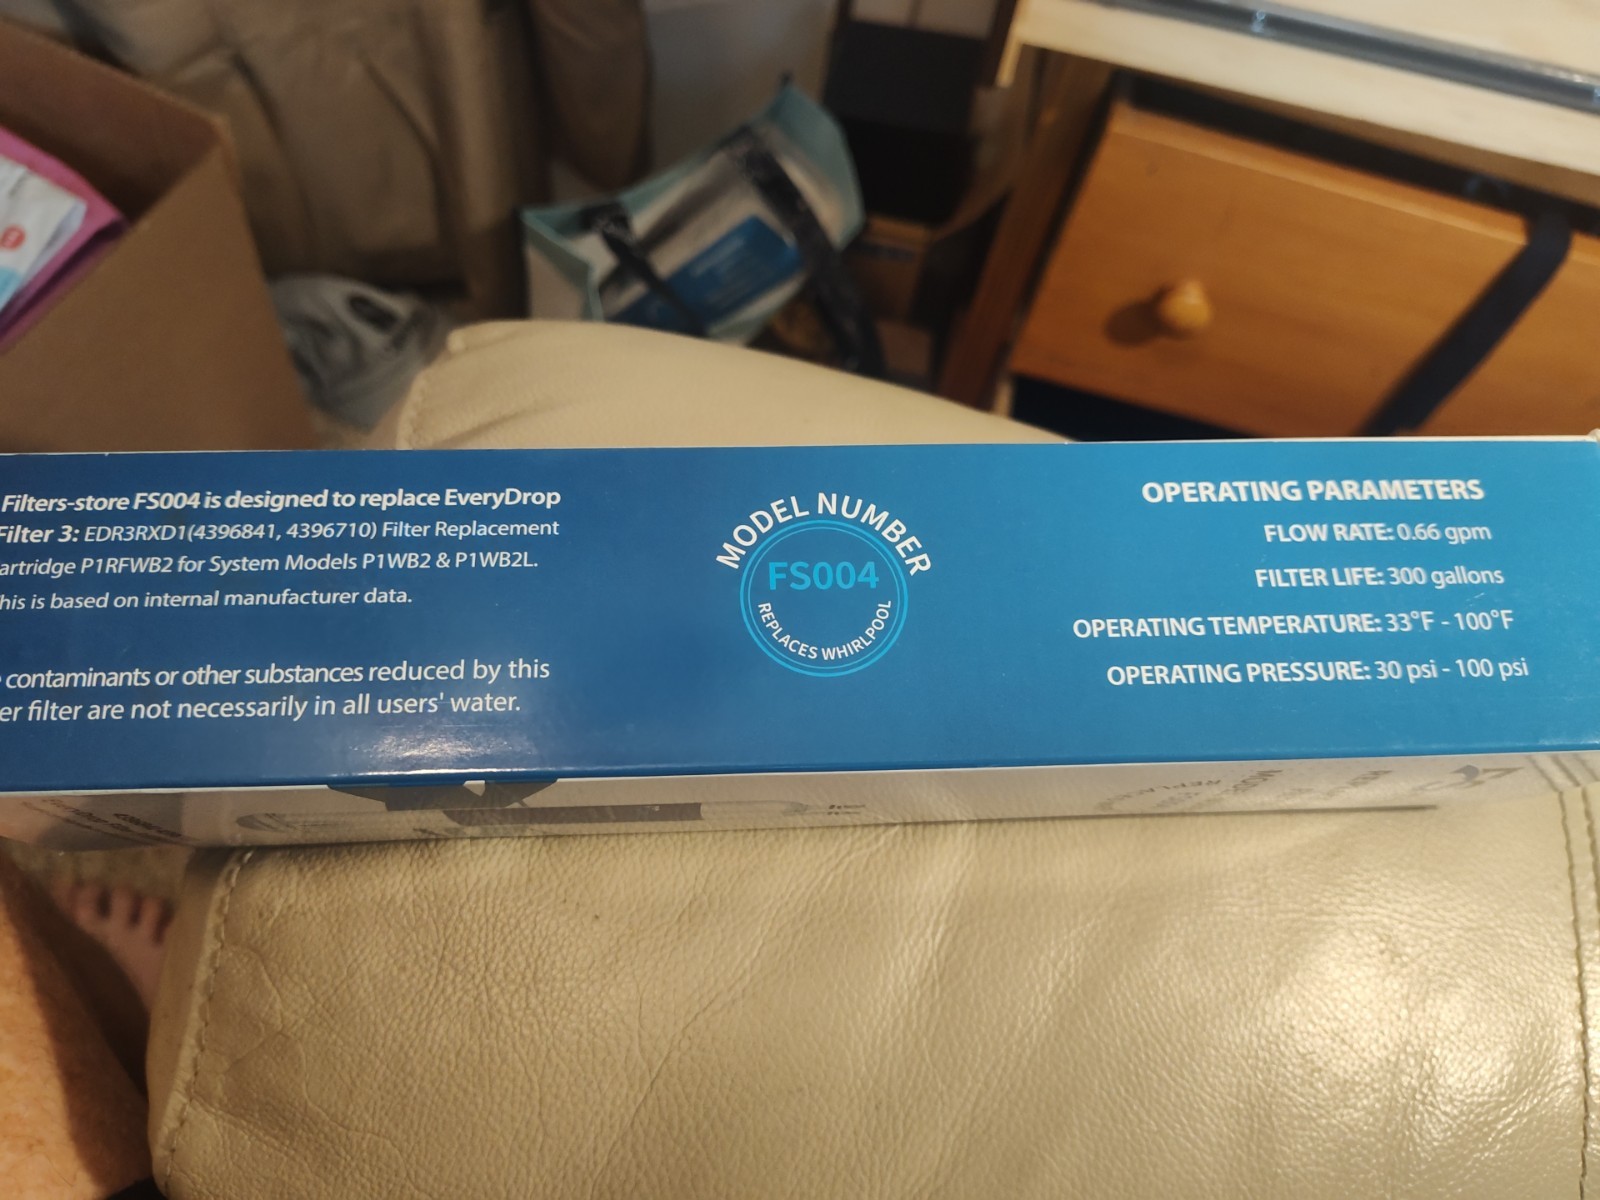 Filters-store FS004 is designed to replace EveryDrop
Filter 3: EDR3RXD1(4396841, 4396710) Filter Replacement
artridge P1RFWB2 for System Models P1WB2 & P1WB2L.
his is based on internal manufacturer data.
contaminants or other substances reduced by this
er filter are not necessarily in all users' water.
MODEL NUMBER
FS004
REPLACES WHIRLPOOL
OPERATING PARAMETERS
FLOW RATE: 0.66 gpm
FILTER LIFE: 300 gallons
OPERATING TEMPERATURE: 33°F - 100°F
OPERATING PRESSURE: 30 psi - 100 psi